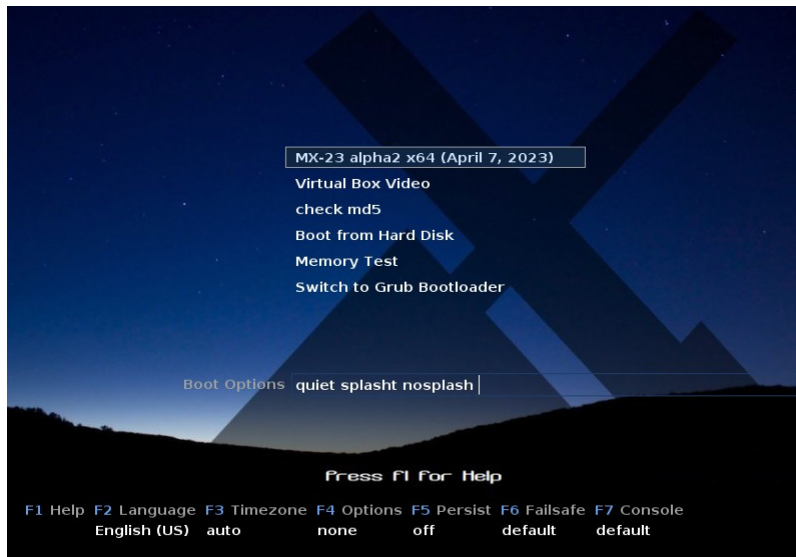 MX-23 alpha2 x64 (April 7, 2023)
Virtual Box Video
check md5
Boot from Hard Disk
Memory Test
Switch to Grub Bootloader
Boot Options quiet splasht nosplash
Press F1 for Help
F1 Help F2 Language F3 Timezone F4 Options F5 Persist F6 Failsafe F7 Console
English (US) auto none off default default